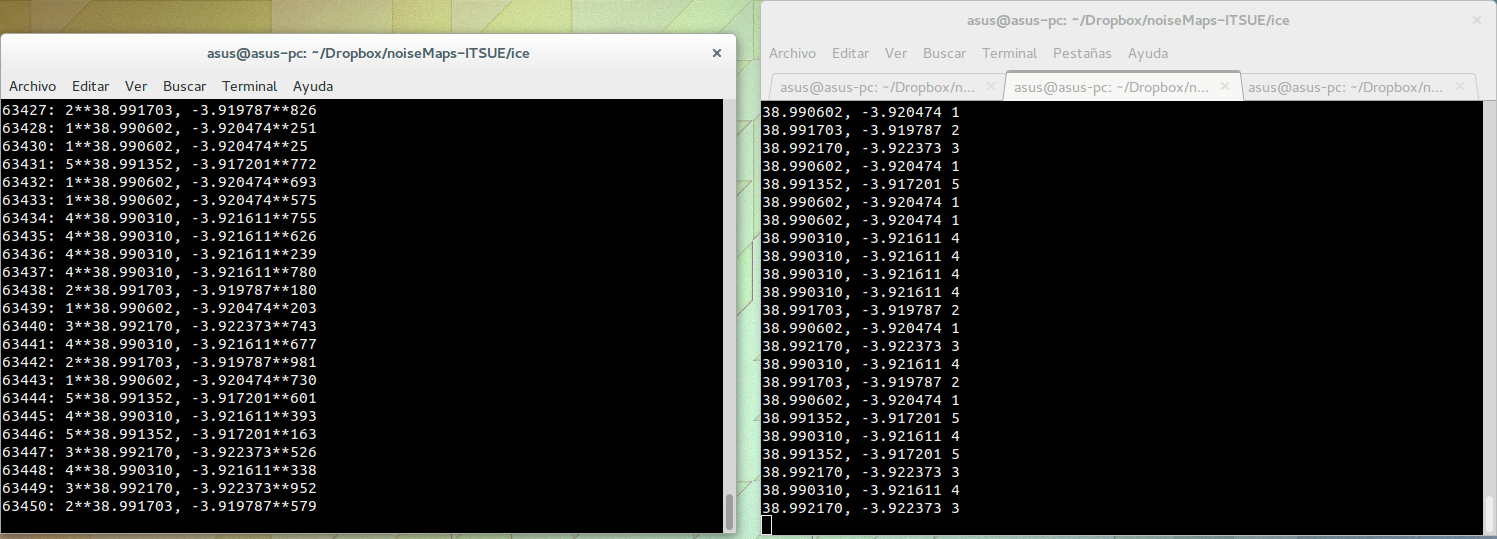 asus@asus-pc: ~/Dropbox/noiseMaps-ITSUE/ice
Archivo Editar Ver Buscar Terminal Ayuda
63427: 2**38.991703, -3.919787**826
63428: 1**38.990602, -3.920474**251
63430: 1**38.990602, -3.920474**25
63431: 5**38.991352, -3.917201**772
63432: 1**38.990602, -3.920474**693
63433: 1**38.990602, -3.920474**575
63434: 4**38.990310, -3.921611**755
63435: 4**38.990310, -3.921611**626
63436: 4**38.990310, -3.921611**239
63437: 4**38.990310, -3.921611**780
63438: 2**38.991703, -3.919787**180
63439: 1**38.990602, -3.920474**203
63440: 3**38.992170, -3.922373**743
63441: 4**38.990310, -3.921611**677
63442: 2**38.991703, -3.919787**981
63443: 1**38.990602, -3.920474**730
63444: 5**38.991352, -3.917201**601
63445: 4**38.990310, -3.921611**393
63446: 5**38.991352, -3.917201**163
63447: 3**38.992170, -3.922373**526
63448: 4**38.990310, -3.921611**338
63449: 3**38.992170, -3.922373**952
63450: 2**38.991703, -3.919787**579
asus@asus-pc: ~/Dropbox/noiseMaps-ITSUE/ice
Archivo Editar Ver Buscar Terminal Pestañas Ayuda
asus@asus-pc: ~/Dropbox/n... asus@asus-pc: ~/Dropbox/n... asus@asus-pc: ~/Dropbox/n...
38.990602, -3.920474 1
38.991703, -3.919787 2
38.992170, -3.922373 3
38.990602, -3.920474 1
38.991352, -3.917201 5
38.990602, -3.920474 1
38.990602, -3.920474 1
38.990310, -3.921611 4
38.990310, -3.921611 4
38.990310, -3.921611 4
38.990310, -3.921611 4
38.991703, -3.919787 2
38.990602, -3.920474 1
38.992170, -3.922373 3
38.990310, -3.921611 4
38.991703, -3.919787 2
38.990602, -3.920474 1
38.991352, -3.917201 5
38.990310, -3.921611 4
38.991352, -3.917201 5
38.992170, -3.922373 3
38.990310, -3.921611 4
38.992170, -3.922373 3